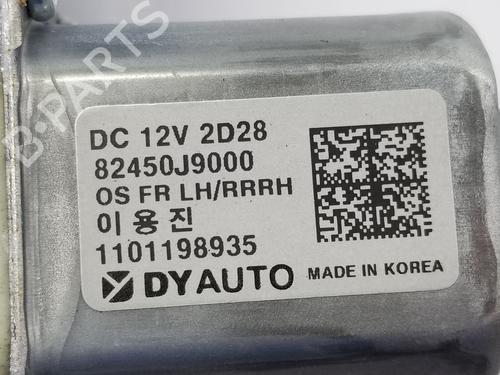 B-PARTS
DC 12V 2D28
82450J9000
OS FR LH/RRRH
이용진
1101198935
DYAUTO MADE IN KOREA